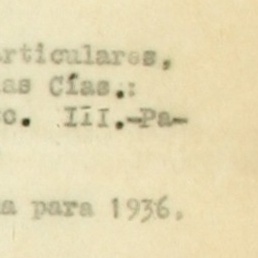 articulares,
as Cías.:
c. III.-Pa-
a para 1936.